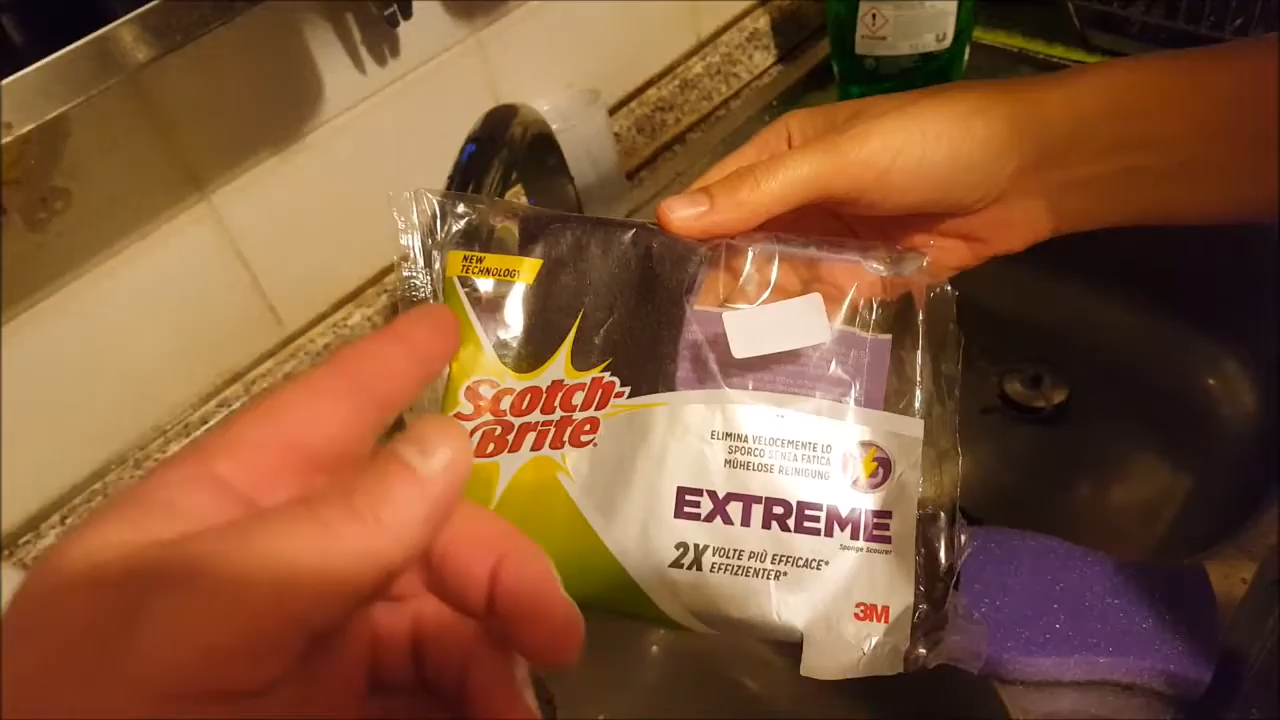 NEW
TECHNOLOGY
Scotch-
Brite
ELIMINA VELOCEMENTE LO
SPORCO SENZA FATICA
MÜHELOSE REINIGUNG
EXTREME
Sponge Scourer
2X VOLTE PIÙ EFFICACE*
EFFIZIENTER*
3M